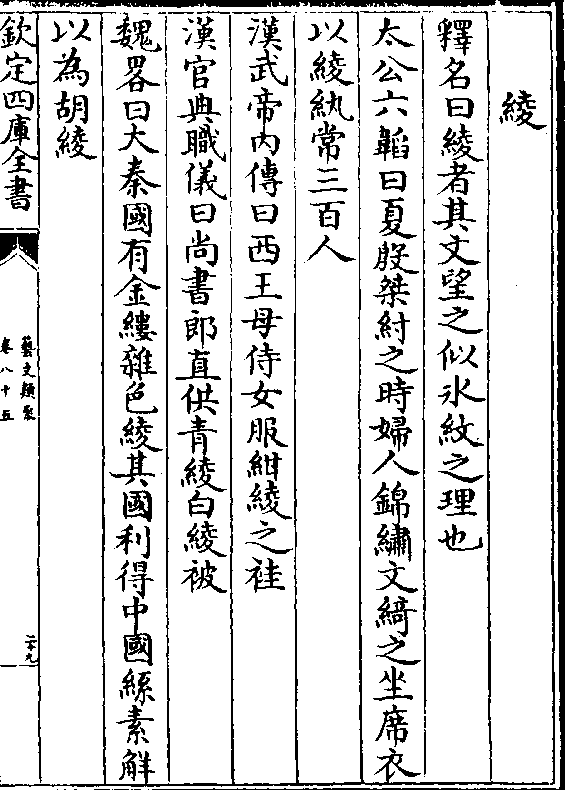 綾
釋名曰綾者其文望之似氷紋之理也
太公六韜曰夏殷桀紂之時婦人錦繡文綺之坐席衣
以綾紈常三百人
漢武帝內傳曰西王母侍女服紺綾之袿
漢官典職儀曰尚書郎直供青綾白綾被
魏畧曰大秦國有金縷雜色綾其國利得中國絲素解
以為胡綾
欽定四庫全書
藝文類聚
卷八十五
二十九